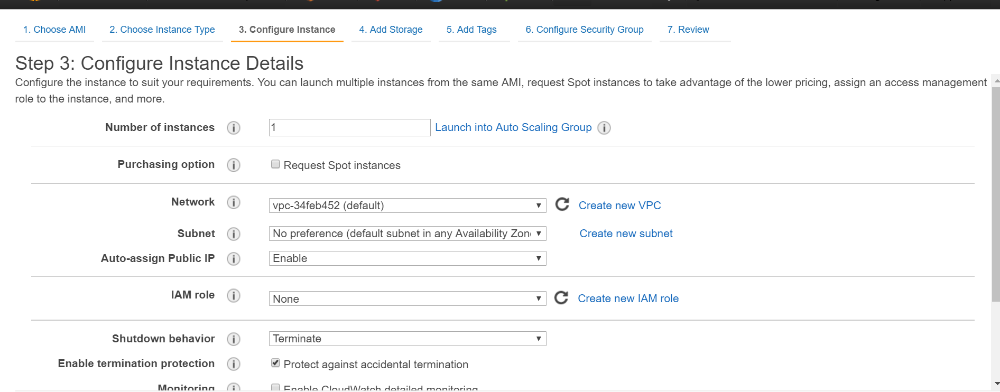 1. Choose AMI 2. Choose Instance Type 3. Configure Instance 4. Add Storage 5. Add Tags 6. Configure Security Group 7. Review
Step 3: Configure Instance Details
Configure the instance to suit your requirements. You can launch multiple instances from the same AMI, request Spot instances to take advantage of the lower pricing, assign an access management
role to the instance, and more.
Number of instances 1 Launch into Auto Scaling Group
Purchasing option Request Spot instances
Network vpc-34feb452 (default) Create new VPC
Subnet No preference (default subnet in any Availability Zon Create new subnet
Auto-assign Public IP Enable
IAM role None Create new IAM role
Shutdown behavior Terminate
Enable termination protection Protect against accidental termination
Monitoring Enable CloudWatch detailed monitoring